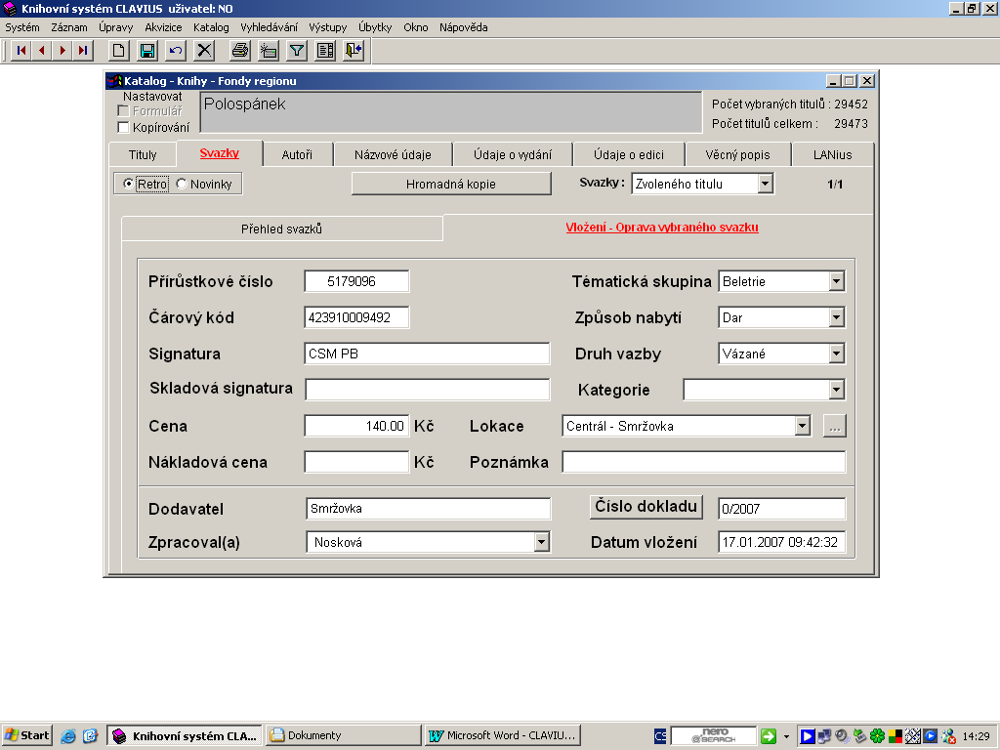 Knihovní systém CLAVIUS uživatel: NO
Systém Záznam Úpravy Akvizice Katalog Vyhledávání Výstupy Úbytky Okno Nápověda
Katalog - Knihy - Fondy regionu
Nastavovat
Formulář
Kopírování
Polospánek
Počet vybraných titulů : 29452
Počet titulů celkem : 29473
Tituly Svazky Autoři Názvové údaje Údaje o vydání Údaje o edici Věcný popis LANius
Retro Novinky Hromadná kopie Svazky : Zvoleného titulu 1/1
Přehled svazků Vložení - Oprava vybraného svazku
Přírůstkové číslo 5179096 Tématická skupina Beletrie
Čárový kód 423910009492 Způsob nabytí Dar
Signatura CSM PB Druh vazby Vázané
Skladová signatura Kategorie
Cena 140.00 Kč Lokace Centrál - Smržovka ...
Nákladová cena Kč Poznámka
Dodavatel Smržovka Číslo dokladu 0/2007
Zpracoval(a) Nosková Datum vložení 17.01.2007 09:42:32
Start Knihovní systém CLA... Dokumenty Microsoft Word - CLAVIU... CS nero SEARCH 14:29